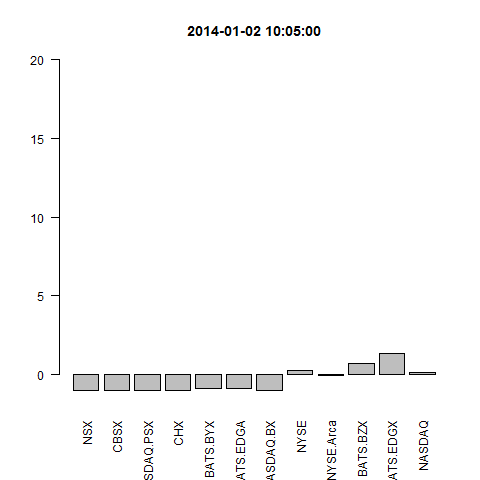 2014-01-02 10:05:00
20
15
10
5
0
NSX
CBSX
SDAQ.PSX
CHX
BATS.BYX
ATS.EDGA
ASDAQ.BX
NYSE
NYSE.Arca
BATS.BZX
ATS.EDGX
NASDAQ